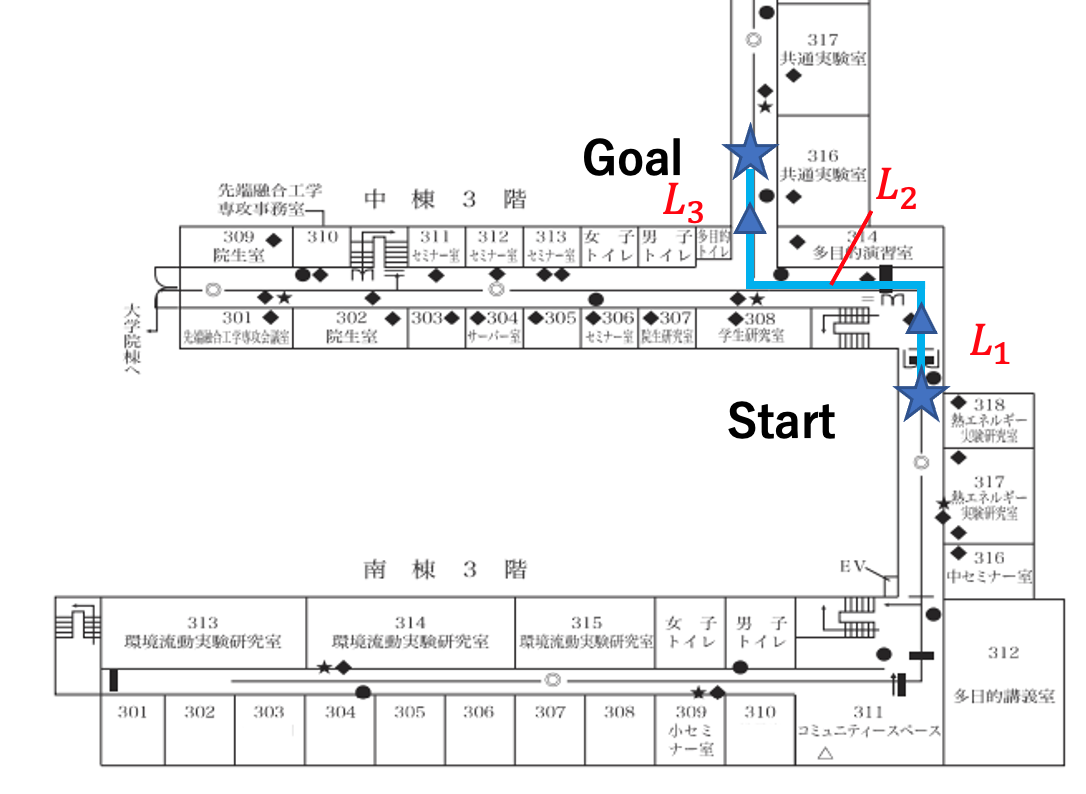 317
共通実験室
Goal
316
共通実験室
L2
L3
先端融合工学
専攻事務室
中棟3階
309
院生室
310
311
セミナー室
312
セミナー室
313
セミナー室
女子
トイレ
男子
トイレ
多目的
トイレ
314
多目的演習室
大学院棟へ
301
先端融合工学専攻会議室
302
院生室
303
304
サーバー室
305
306
セミナー室
307
院生研究室
308
学生研究室
L1
Start
318
熱エネルギー
実験研究室
317
熱エネルギー
実験研究室
316
中セミナー室
南棟3階
EV
313
環境流動実験研究室
314
環境流動実験研究室
315
環境流動実験研究室
女子
トイレ
男子
トイレ
312
多目的講義室
301
302
303
304
305
306
307
308
309
小セミ
ナー室
310
311
コミュニティースペース